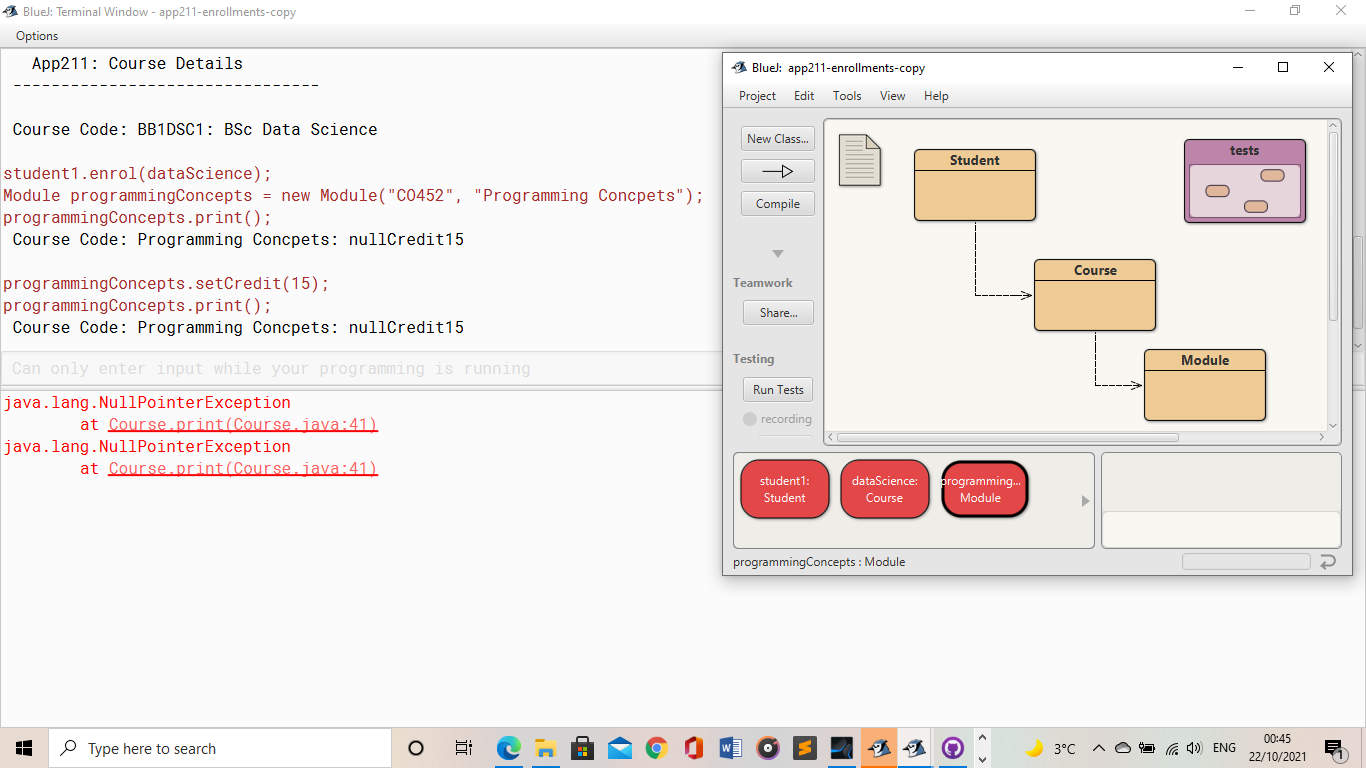 BlueJ: Terminal Window - app211-enrollments-copy
Options
App211: Course Details
--------------------------------
Course Code: BB1DSC1: BSc Data Science
student1.enrol(dataScience);
Module programmingConcepts = new Module("CO452", "Programming Concpets");
programmingConcepts.print();
Course Code: Programming Concpets: nullCredit15
programmingConcepts.setCredit(15);
programmingConcepts.print();
Course Code: Programming Concpets: nullCredit15
Can only enter input while your programming is running
java.lang.NullPointerException
at Course.print(Course.java:41)
java.lang.NullPointerException
at Course.print(Course.java:41)
BlueJ: app211-enrollments-copy
Project Edit Tools View Help
New Class...
Compile
Teamwork
Share...
Testing
Run Tests
recording
Student
tests
Course
Module
student1:
Student
dataScience:
Course
programming...
Module
programmingConcepts : Module
Type here to search
3°C
ENG
00:45
22/10/2021
1